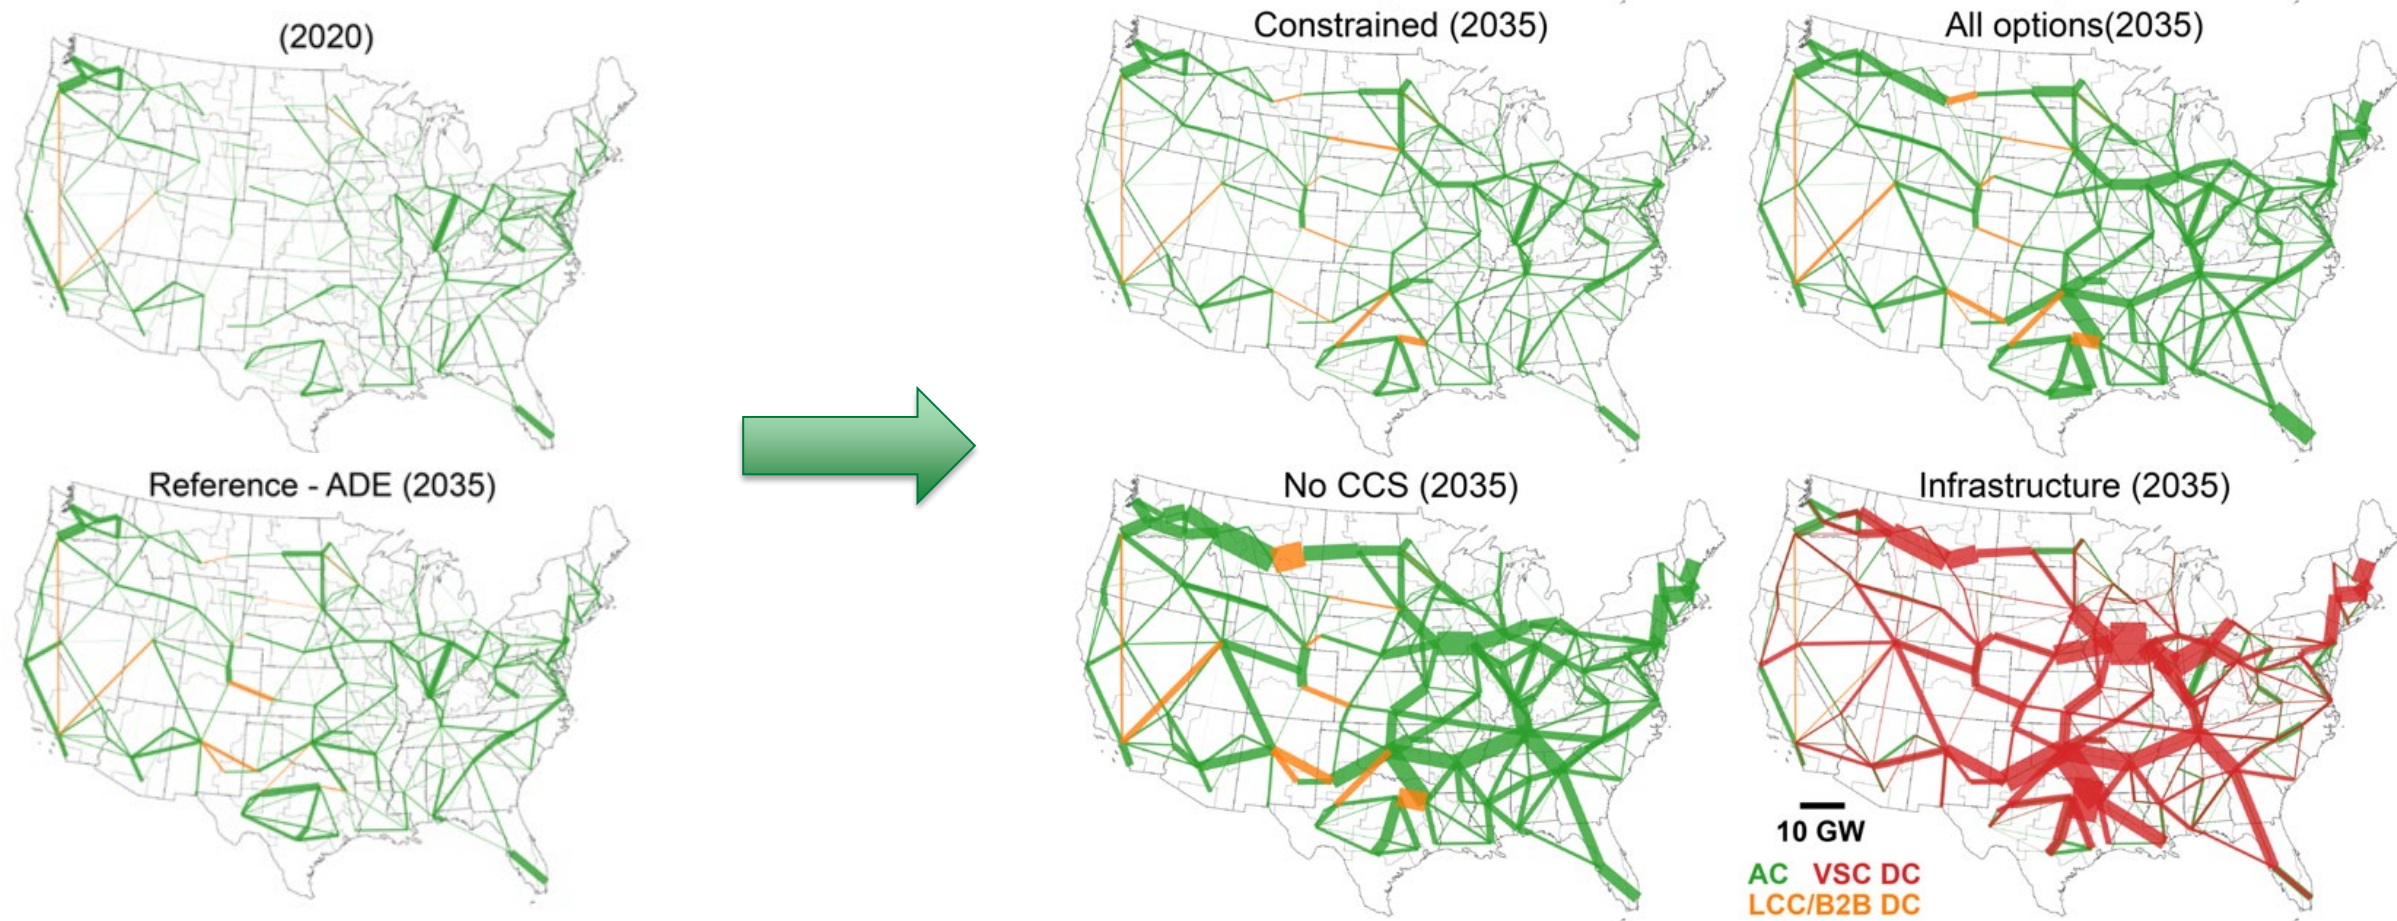 (2020)
Constrained (2035)
All options(2035)
Reference - ADE (2035)
No CCS (2035)
Infrastructure (2035)
10 GW
AC VSC DC
LCC/B2B DC